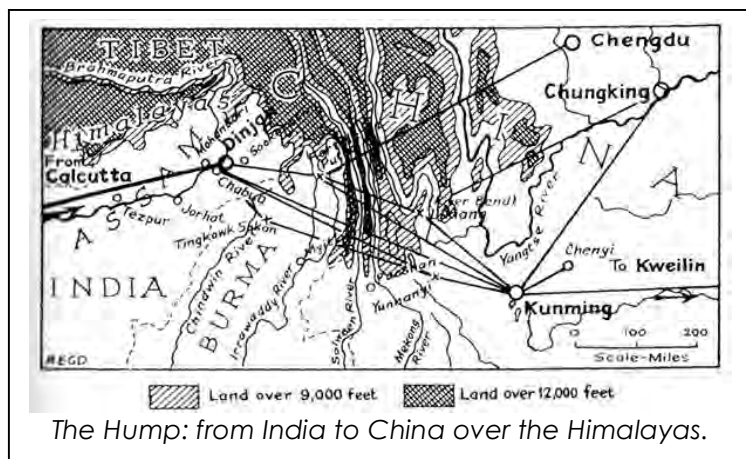 TIBET
Brahmaputra River
Himalayas
CHINA
Chengdu
Chungking
From
Calcutta
Dinjan
ASSAM
Chabua
Tezpur
Jorhat
Tingkawk Sakan
INDIA
BURMA
Chindwin River
Irrawaddy River
Salween River
Mekong
River
Paoshan
Yunnanyi
Yangtse River
Chenyi
To Kweilin
Kunming
0 100 200
Scale-Miles
Land over 9,000 feet
Land over 12,000 feet
The Hump: from India to China over the Himalayas.